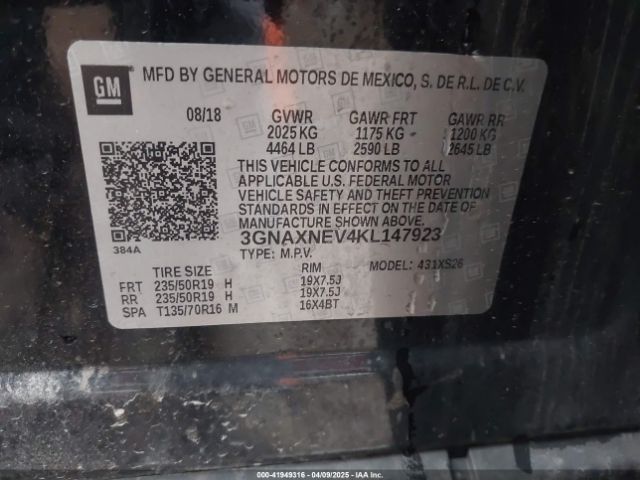 GM
MFD BY GENERAL MOTORS DE MEXICO, S. DE R.L. DE C.V.
08/18 GVWR GAWR FRT GAWR RR
2025 KG 1175 KG 1200 KG
4464 LB 2590 LB 2645 LB
THIS VEHICLE CONFORMS TO ALL
APPLICABLE U.S. FEDERAL MOTOR
VEHICLE SAFETY AND THEFT PREVENTION
STANDARDS IN EFFECT ON THE DATE OF
MANUFACTURE SHOWN ABOVE.
384A 3GNAXNEV4KL147923
TYPE: M.P.V. MODEL: 431XS26
TIRE SIZE RIM
FRT 235/50R19 H 19X7.5J
RR 235/50R19 H 19X7.5J
SPA T135/70R16 M 16X4BT
000-41949316 - 04/09/2025 - IAA, LLC